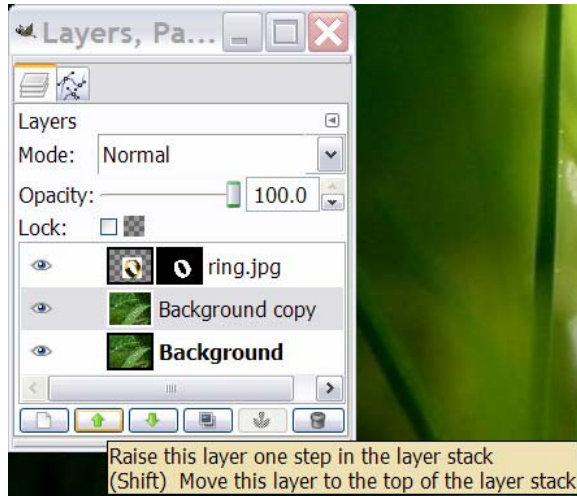 Layers, Pa...
Layers
Mode: Normal
Opacity: 100.0
Lock:
ring.jpg
Background copy
Background
Raise this layer one step in the layer stack
(Shift) Move this layer to the top of the layer stack